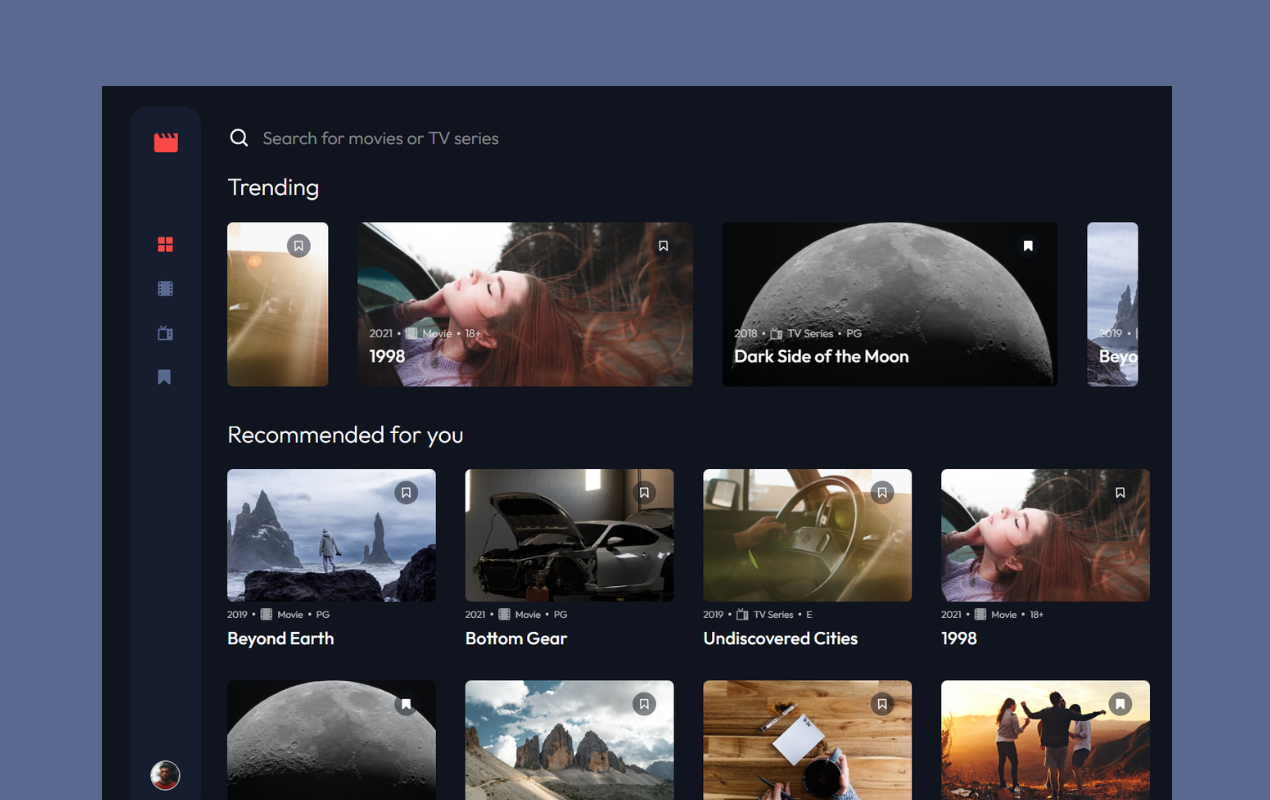 Search for movies or TV series
Trending
2021 • Movie • 18+
1998
2018 • TV Series • PG
Dark Side of the Moon
2019 •
Beyo
Recommended for you
2019 • Movie • PG
Beyond Earth
2021 • Movie • PG
Bottom Gear
2019 • TV Series • E
Undiscovered Cities
2021 • Movie • 18+
1998